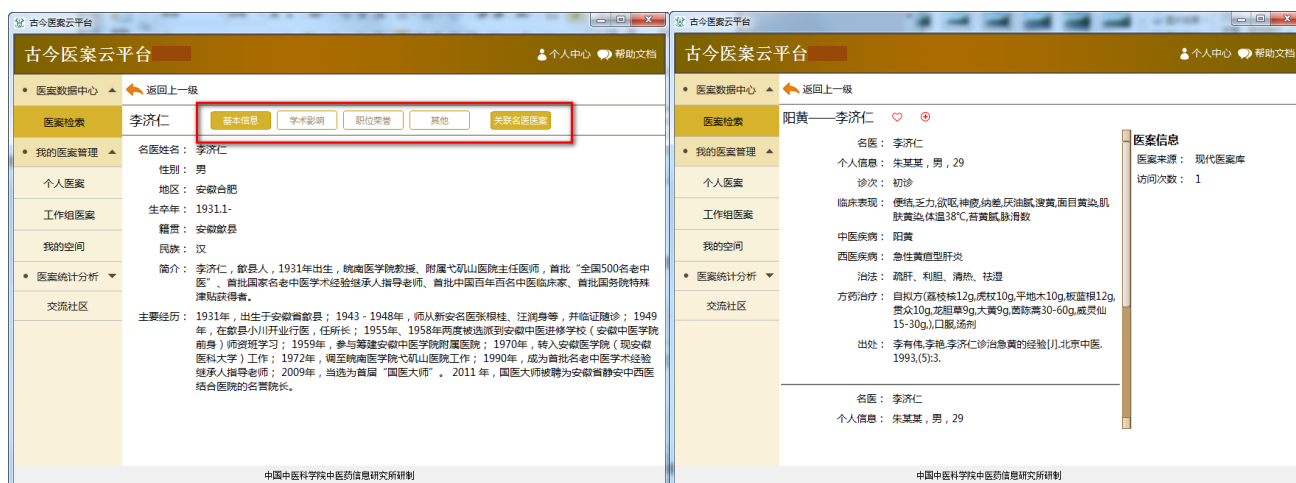 古今医案云平台
古今医案云平台
个人中心 帮助文档
医案数据中心
医案检索
我的医案管理
个人医案
工作组医案
我的空间
医案统计分析
交流社区
返回上一级
李济仁 基本信息 学术影响 职位荣誉 其他 关联名医医案
名医姓名： 李济仁
性别： 男
地区： 安徽合肥
生卒年： 1931.1-
籍贯： 安徽歙县
民族： 汉
简介： 李济仁，歙县人，1931年出生，皖南医学院教授、附属弋矶山医院主任医师，首批“全国500名老中
医”、首批国家名老中医学术经验继承人指导老师、首批中国百年百名中医临床家、首批国务院特殊
津贴获得者。
主要经历： 1931年，出生于安徽省歙县； 1943－1948年，师从新安名医张根桂、汪润身等，并临证随诊； 1949
年，在歙县小川开业行医，任所长； 1955年、1958年两度被选派到安徽中医进修学校（安徽中医学院
前身）师资班学习； 1959年，参与筹建安徽中医学院附属医院； 1970年，转入安徽医学院（现安徽
医科大学）工作； 1972年，调至皖南医学院弋矶山医院工作； 1990年，成为首批名老中医学术经验
继承人指导老师； 2009年，当选为首届“国医大师”。 2011 年，国医大师被聘为安徽省静安中西医
结合医院的名誉院长。
中国中医科学院中医药信息研究所研制
古今医案云平台
古今医案云平台
个人中心 帮助文档
医案数据中心
医案检索
我的医案管理
个人医案
工作组医案
我的空间
医案统计分析
交流社区
返回上一级
阳黄——李济仁
名医： 李济仁
个人信息： 朱某某，男，29
诊次： 初诊
临床表现： 便结,乏力,欲呕,神疲,纳差,厌油腻,溲黄,面目黄染,肌
肤黄染,体温38℃,苔黄腻,脉滑数
中医疾病： 阳黄
西医疾病： 急性黄疸型肝炎
治法： 疏肝、利胆、清热、祛湿
方药治疗： 自拟方(荔枝核12g,虎杖10g,平地木10g,板蓝根12g,
贯众10g,龙胆草9g,大黄9g,茵陈蒿30-60g,威灵仙
15-30g,),口服,汤剂
出处： 李有伟,李艳.李济仁诊治急黄的经验[J].北京中医.
1993,(5):3.
名医： 李济仁
个人信息： 朱某某，男，29
医案信息
医案来源： 现代医案库
访问次数： 1
中国中医科学院中医药信息研究所研制